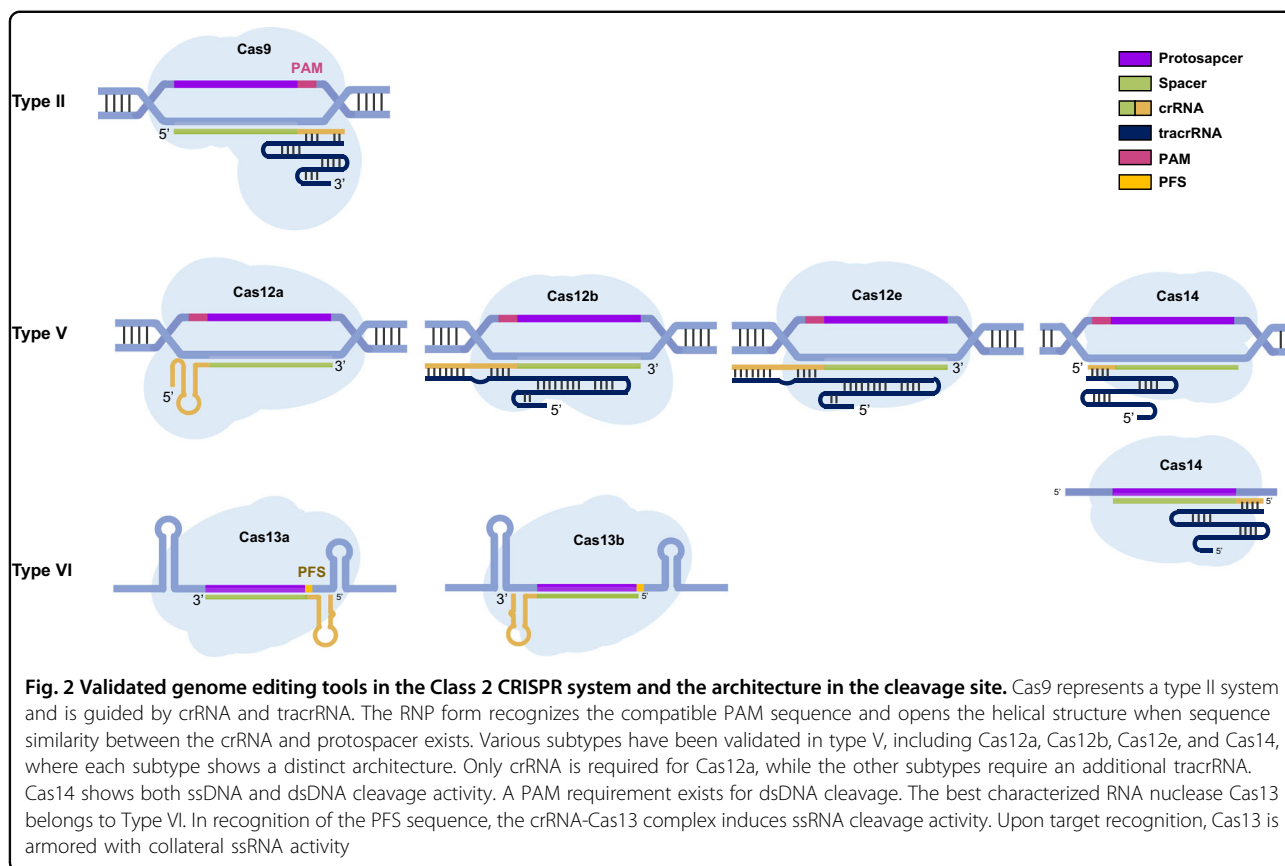 Cas9
PAM
Type II
5’
3’
Protosapcer
Spacer
crRNA
tracrRNA
PAM
PFS
Type V
Cas12a
5’
3’
Cas12b
3’
5’
Cas12e
3’
5’
Cas14
5’
5’
Cas14
5’
5’
5’
Type VI
Cas13a
PFS
3’
5’
Cas13b
3’
5’
Fig. 2 Validated genome editing tools in the Class 2 CRISPR system and the architecture in the cleavage site. Cas9 represents a type II system
and is guided by crRNA and tracrRNA. The RNP form recognizes the compatible PAM sequence and opens the helical structure when sequence
similarity between the crRNA and protospacer exists. Various subtypes have been validated in type V, including Cas12a, Cas12b, Cas12e, and Cas14,
where each subtype shows a distinct architecture. Only crRNA is required for Cas12a, while the other subtypes require an additional tracrRNA.
Cas14 shows both ssDNA and dsDNA cleavage activity. A PAM requirement exists for dsDNA cleavage. The best characterized RNA nuclease Cas13
belongs to Type VI. In recognition of the PFS sequence, the crRNA-Cas13 complex induces ssRNA cleavage activity. Upon target recognition, Cas13 is
armored with collateral ssRNA activity